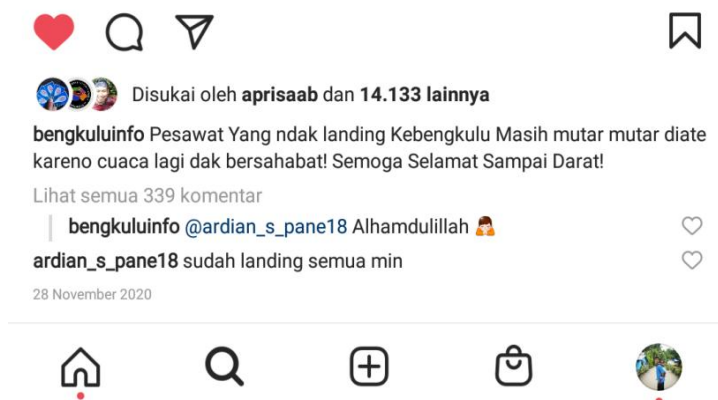 Disukai oleh aprisaab dan 14.133 lainnya
bengkuluinfo Pesawat Yang ndak landing Kebengkulu Masih mutar mutar diate
kareno cuaca lagi dak bersahabat! Semoga Selamat Sampai Darat!
Lihat semua 339 komentar
bengkuluinfo @ardian_s_pane18 Alhamdulillah 🙏
ardian_s_pane18 sudah landing semua min
28 November 2020